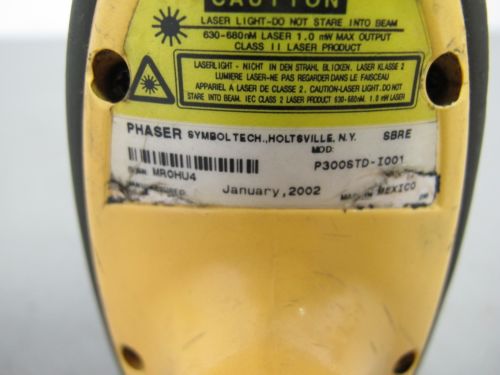 CAUTION
LASER LIGHT-DO NOT STARE INTO BEAM
630-680nM LASER 1.0 mW MAX OUTPUT
CLASS II LASER PRODUCT
LASERLIGHT - NICHT IN DEN STRAHL BLICKEN, LASER KLASSE 2
LUMIERE LASER-NE PAS REGARDER DANS LE FAISCEAU
APPAREIL A LASER DE CLASSE 2. CAUTION-LASER LIGHT. DO NOT
STARE INTO BEAM. IEC CLASS 2 LASER PRODUCT 630-680nM. 1.0 mW LASER
PHASER SYMBOL TECH., HOLTSVILLE, N.Y. SBRE
MOD:
P300STD-I001
MR0HU4
January, 2002
MADE IN MEXICO